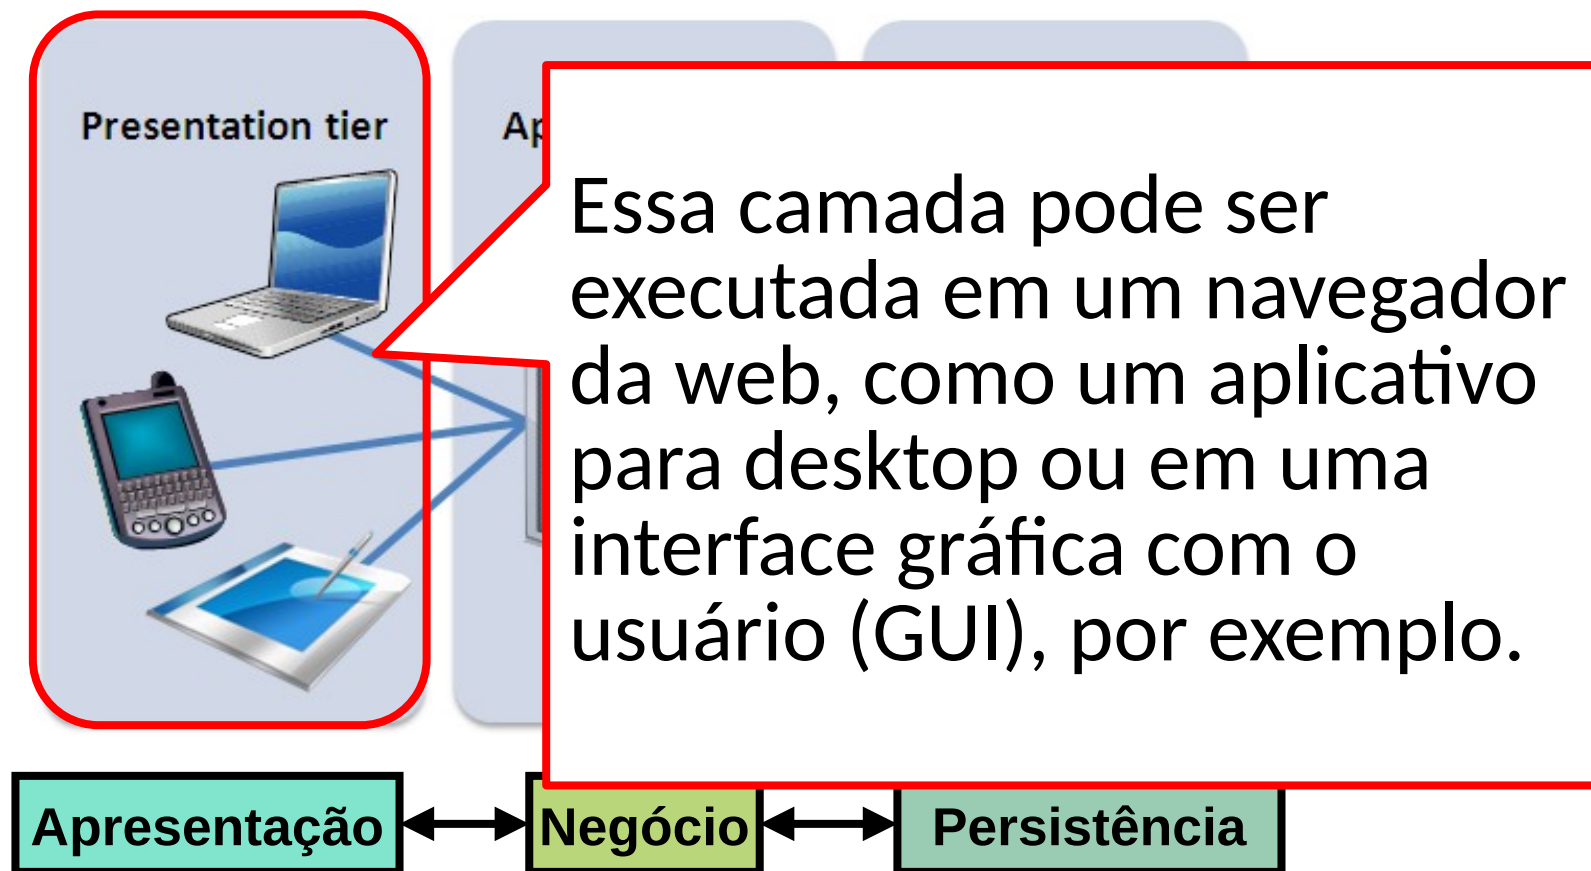 Presentation tier
Ap
Essa camada pode ser
executada em um navegador
da web, como um aplicativo
para desktop ou em uma
interface gráfica com o
usuário (GUI), por exemplo.
Apresentação
Negócio
Persistência